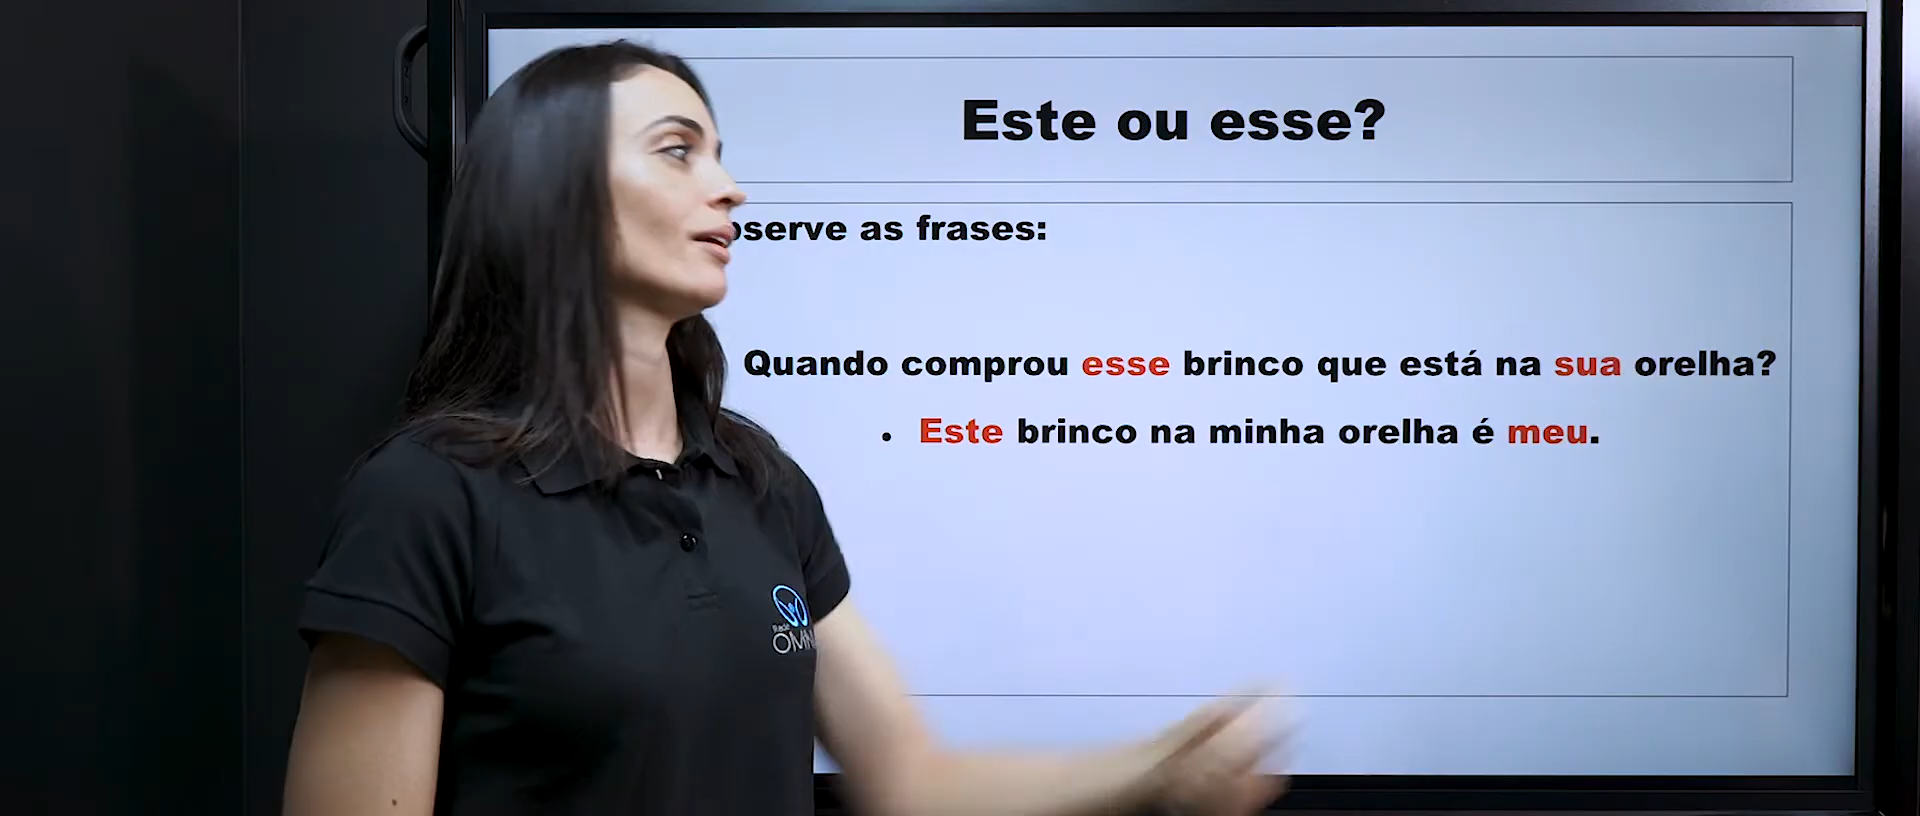 Este ou esse?
as frases:
Quando comprou esse brinco que está na sua orelha?
• Este brinco na minha orelha é meu.
Rede